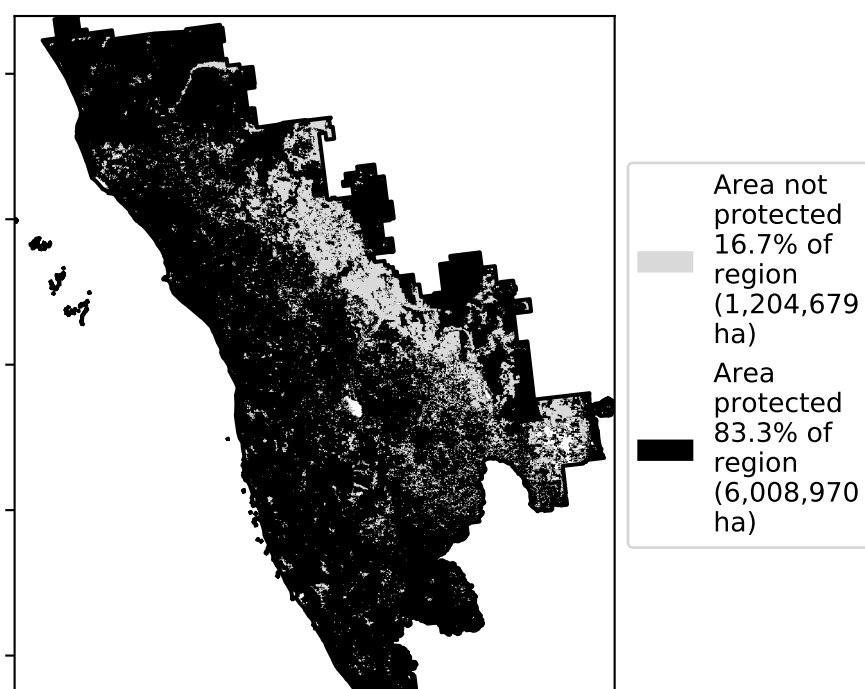 Area not
protected
16.7% of
region
(1,204,679
ha)
Area
protected
83.3% of
region
(6,008,970
ha)